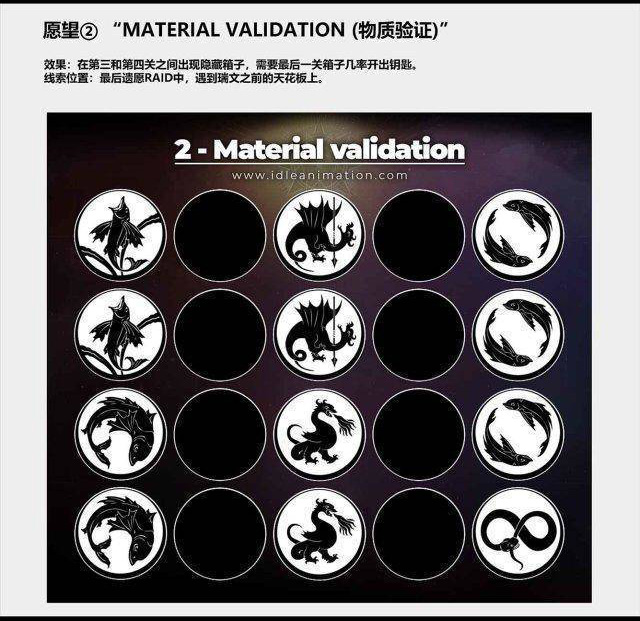 愿望② “MATERIAL VALIDATION (物质验证)”
效果：在第三和第四关之间出现隐藏箱子，需要最后一关箱子几率开出钥匙。
线索位置：最后遗愿RAID中，遇到瑞文之前的天花板上。
2 - Material validation
www.idleanimation.com